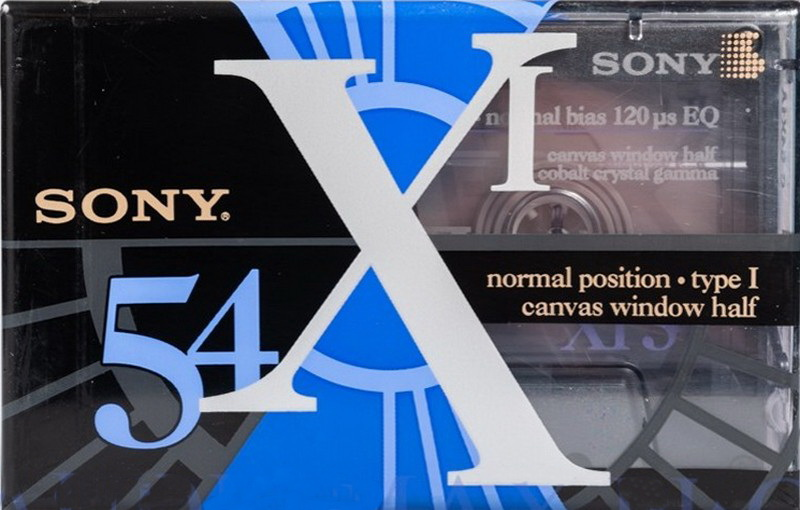 XI
SONY
normal bias 120 µs EQ
canvas window half
cobalt crystal gamma
SONY®
normal position • type I
canvas window half
54
XI S